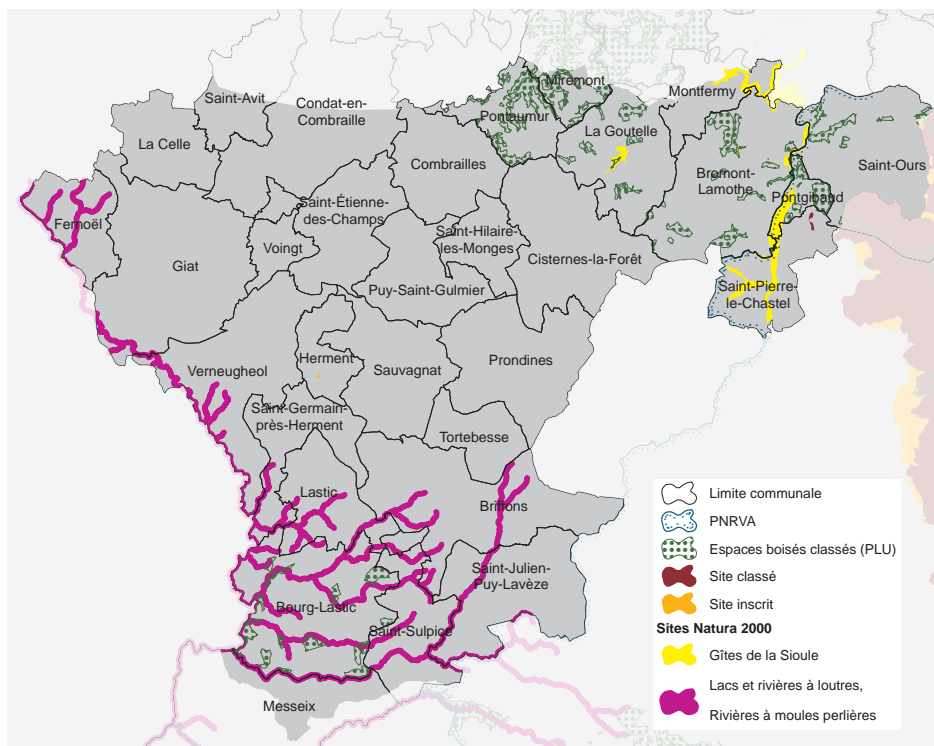 Saint-Avit
Condat-en-
Combraille
Miremont
Montfermy
Pontaumur
La Goutelle
La Celle
Combrailles
Saint-Ours
Bromont-
Lamothe
Pontgibaud
Saint-Étienne-
des-Champs
Fernoël
Saint-Hilaire-
les-Monges
Voingt
Giat
Cisternes-la-Forêt
Puy-Saint-Gulmier
Saint-Pierre-
le-Chastel
Herment
Prondines
Verneugheol
Sauvagnat
Saint-Germain-
près-Herment
Tortebesse
Lastic
Briffons
Saint-Julien-
Puy-Lavèze
Bourg-Lastic
Saint-Sulpice
Messeix
Limite communale
PNRVA
Espaces boisés classés (PLU)
Site classé
Site inscrit
Sites Natura 2000
Gîtes de la Sioule
Lacs et rivières à loutres,
Rivières à moules perlières